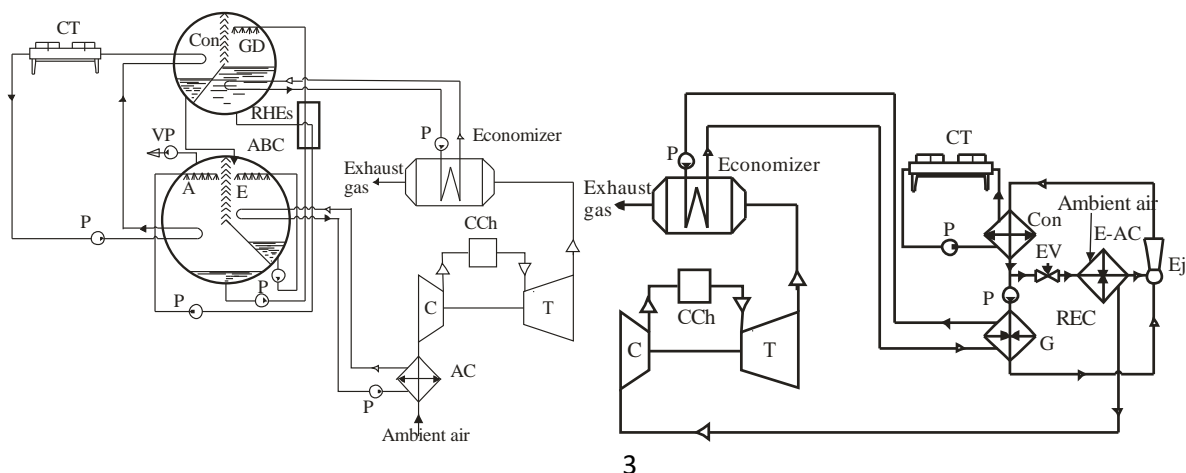 CT
Con
GD
RHEs
P
Economizer
VP
ABC
Exhaust
gas
A
E
CCh
P
P
P
P
C
T
AC
P
Ambient air
P
Economizer
Exhaust
gas
CT
Ambient air
Con
E-AC
P
EV
Ej
P
REC
G
CCh
C
T
3